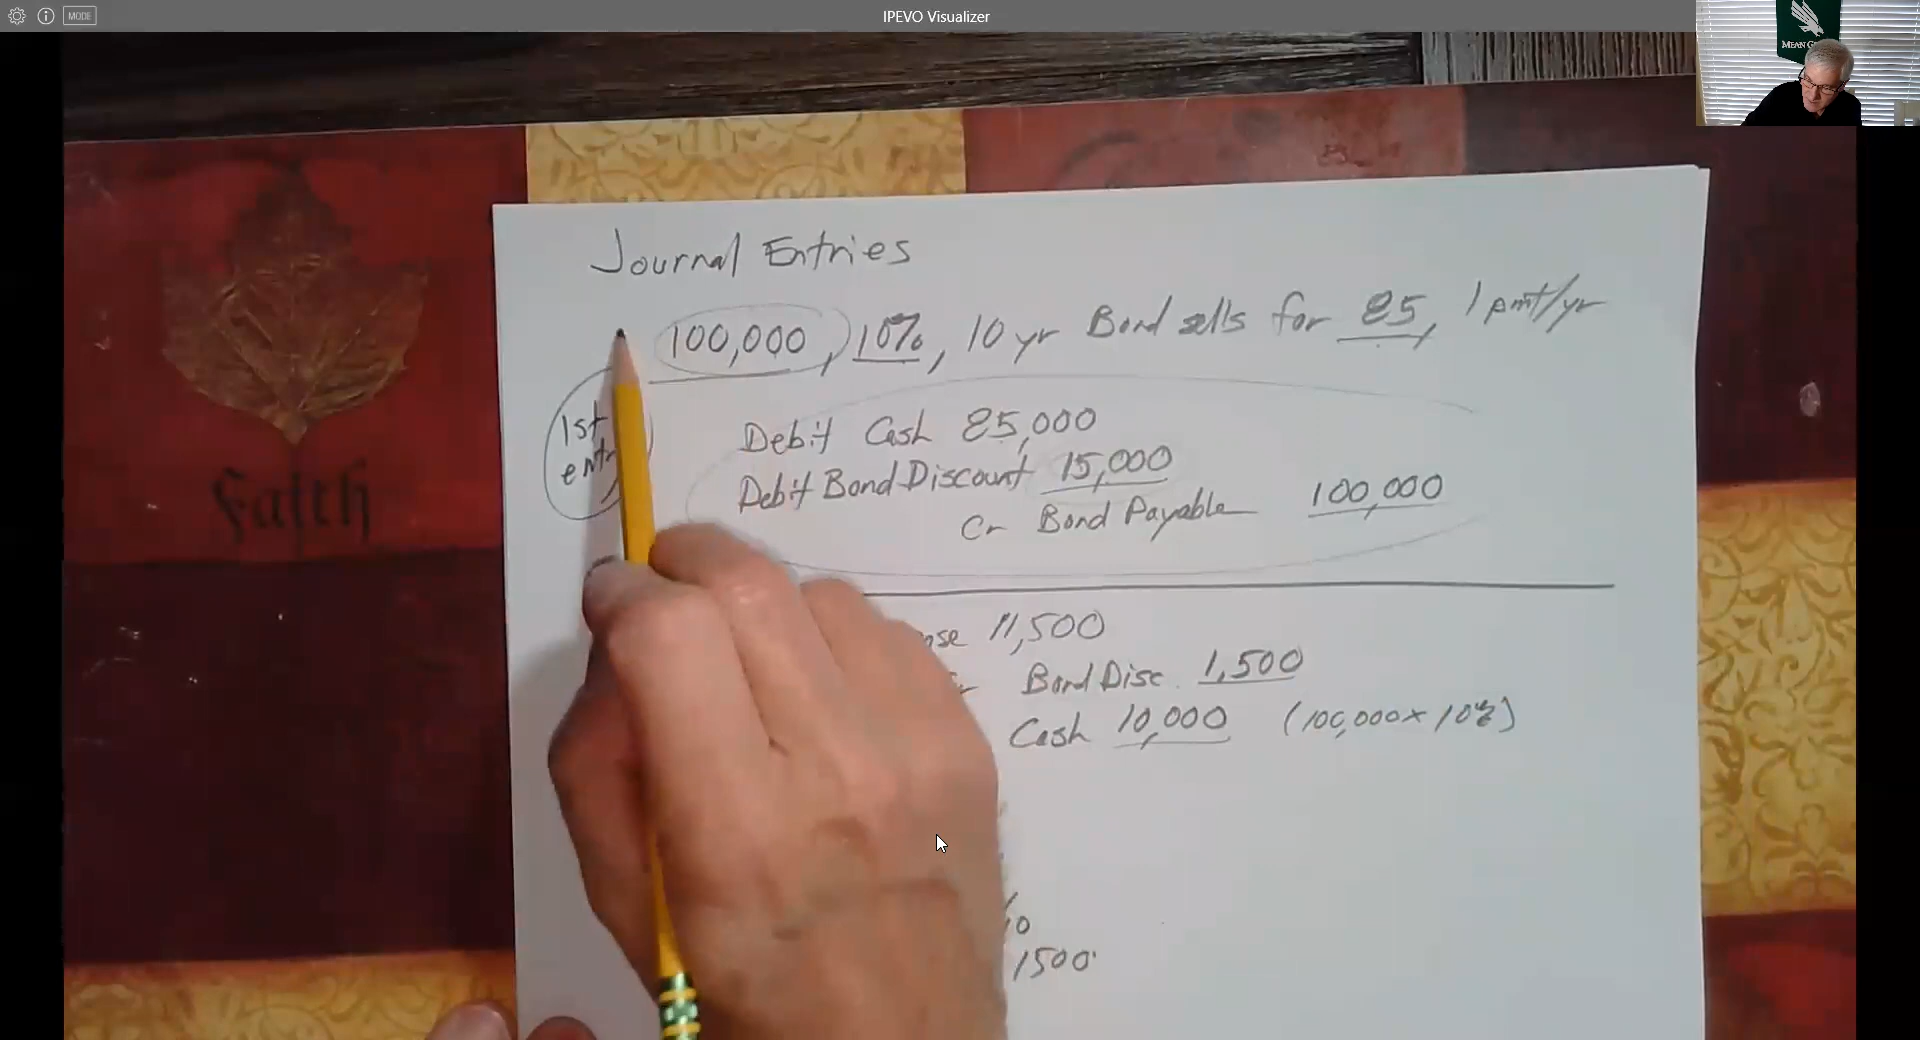 MODE
IPEVO Visualizer
MEAN
Faith
Journal Entries
100,000, 10%, 10 yr Bond sells for 85, 1 pmt/yr
1st
Debit Cash 85,000
Debit Bond Discount 15,000
Cr Bond Payable 100,000
11,500
Bond Disc. 1,500
Cash 10,000 (100,000 x 10%)
10
1500